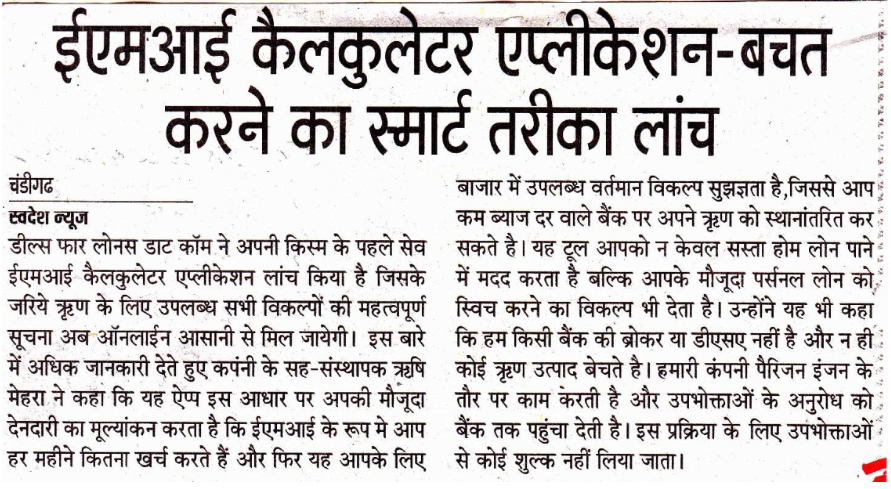 ईएमआई कैलकुलेटर एप्लीकेशन-बचत
करने का स्मार्ट तरीका लांच
चंडीगढ
स्वदेश न्यूज
डील्स फार लोनस डाट कॉम ने अपनी किस्म के पहले सेव
ईएमआई कैलकुलेटर एप्लीकेशन लांच किया है जिसके
जरिये ऋण के लिए उपलब्ध सभी विकल्पों की महत्वपूर्ण
सूचना अब ऑनलाईन आसानी से मिल जायेगी। इस बारे
में अधिक जानकारी देते हुए कपंनी के सह-संस्थापक ऋषि
मेहरा ने कहा कि यह ऐप्प इस आधार पर अपकी मौजूदा
देनदारी का मूल्यांकन करता है कि ईएमआई के रूप मे आप
हर महीने कितना खर्च करते हैं और फिर यह आपके लिए
बाजार में उपलब्ध वर्तमान विकल्प सुझज्ञता है,जिससे आप
कम ब्याज दर वाले बैंक पर अपने ऋण को स्थानांतरित कर
सकते है। यह टूल आपको न केवल सस्ता होम लोन पाने
में मदद करता है बल्कि आपके मौजूदा पर्सनल लोन को
स्विच करने का विकल्प भी देता है। उन्होंने यह भी कहा
कि हम किसी बैंक की ब्रोकर या डीएसए नहीं है और न ही
कोई ऋण उत्पाद बेचते है। हमारी कंपनी पैरिजन इंजन के
तौर पर काम करती है और उपभोक्ताओं के अनुरोध को
बैंक तक पहुंचा देती है। इस प्रक्रिया के लिए उपभोक्ताओं
से कोई शुल्क नहीं लिया जाता।